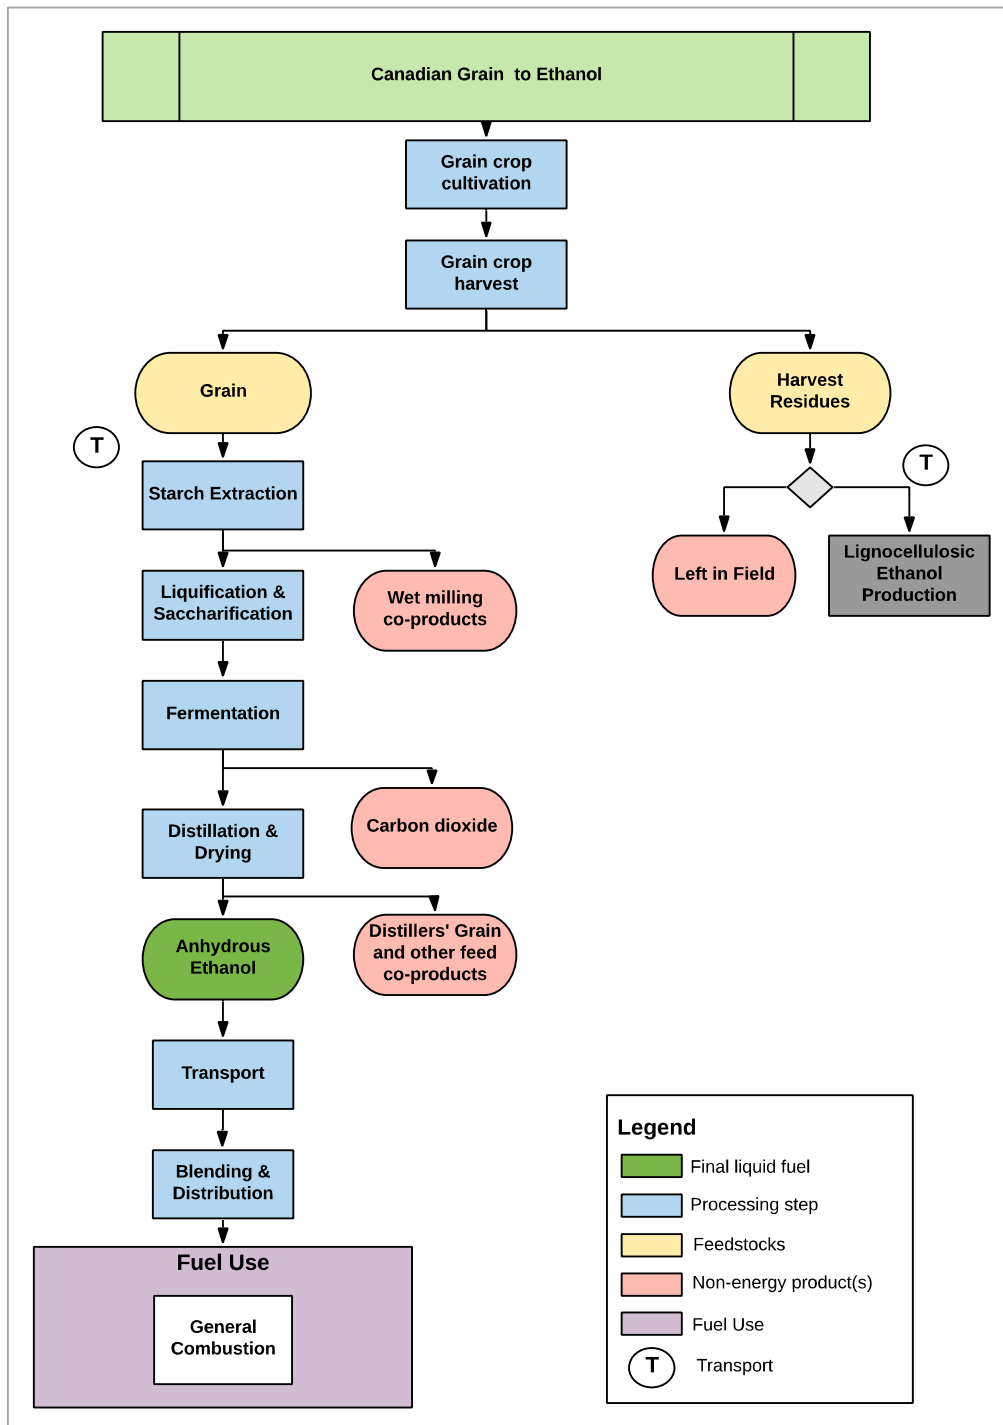 Canadian Grain  to Ethanol
Grain crop
cultivation
Grain crop
harvest
Grain
Harvest
Residues
T
T
Starch Extraction
Left in Field
Lignocellulosic
Ethanol
Production
Liquification &
Saccharification
Wet milling
co-products
Fermentation
Carbon dioxide
Distillation &
Drying
Anhydrous
Ethanol
Distillers' Grain
and other feed
co-products
Transport
Blending &
Distribution
Fuel Use
General
Combustion
Legend
Final liquid fuel
Processing step
Feedstocks
Non-energy product(s)
Fuel Use
T Transport